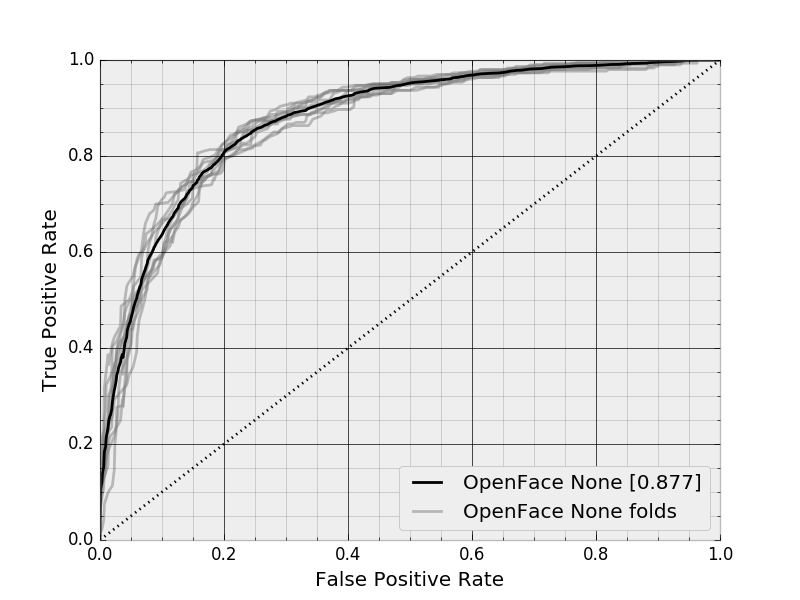 1.0
0.8
0.6
0.4
0.2
0.0
True Positive Rate
OpenFace None [0.877]
OpenFace None folds
0.0 0.2 0.4 0.6 0.8 1.0
False Positive Rate